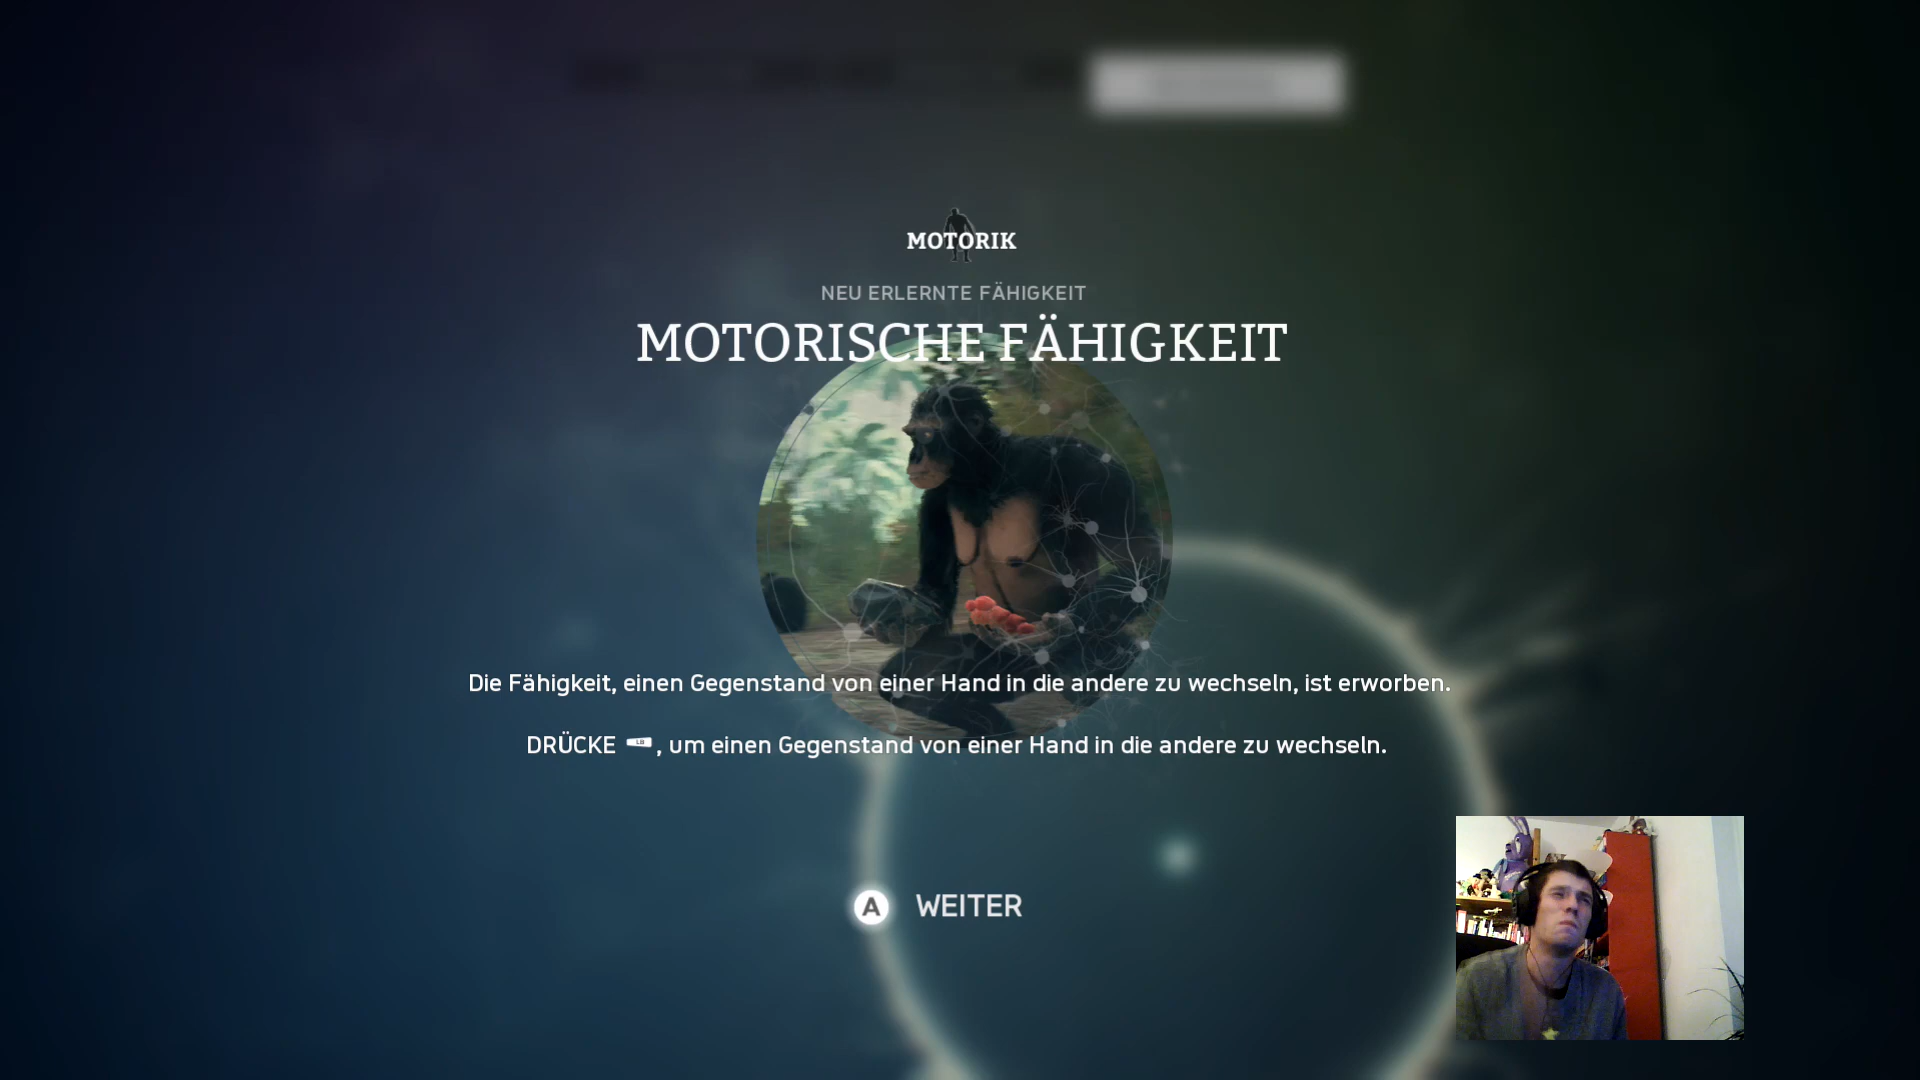 MOTORIK
NEU ERLERNTE FÄHIGKEIT
MOTORISCHE FÄHIGKEIT
Die Fähigkeit, einen Gegenstand von einer Hand in die andere zu wechseln, ist erworben.
DRÜCKE LB, um einen Gegenstand von einer Hand in die andere zu wechseln.
A WEITER